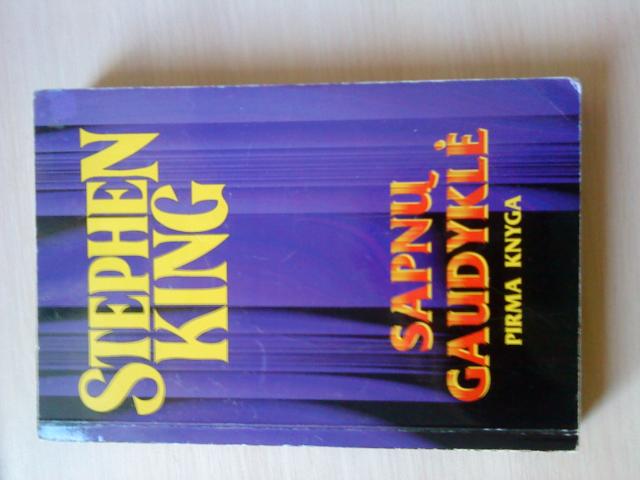 STEPHEN
KING
SAPNŲ
GAUDYKLĖ
PIRMA KNYGA